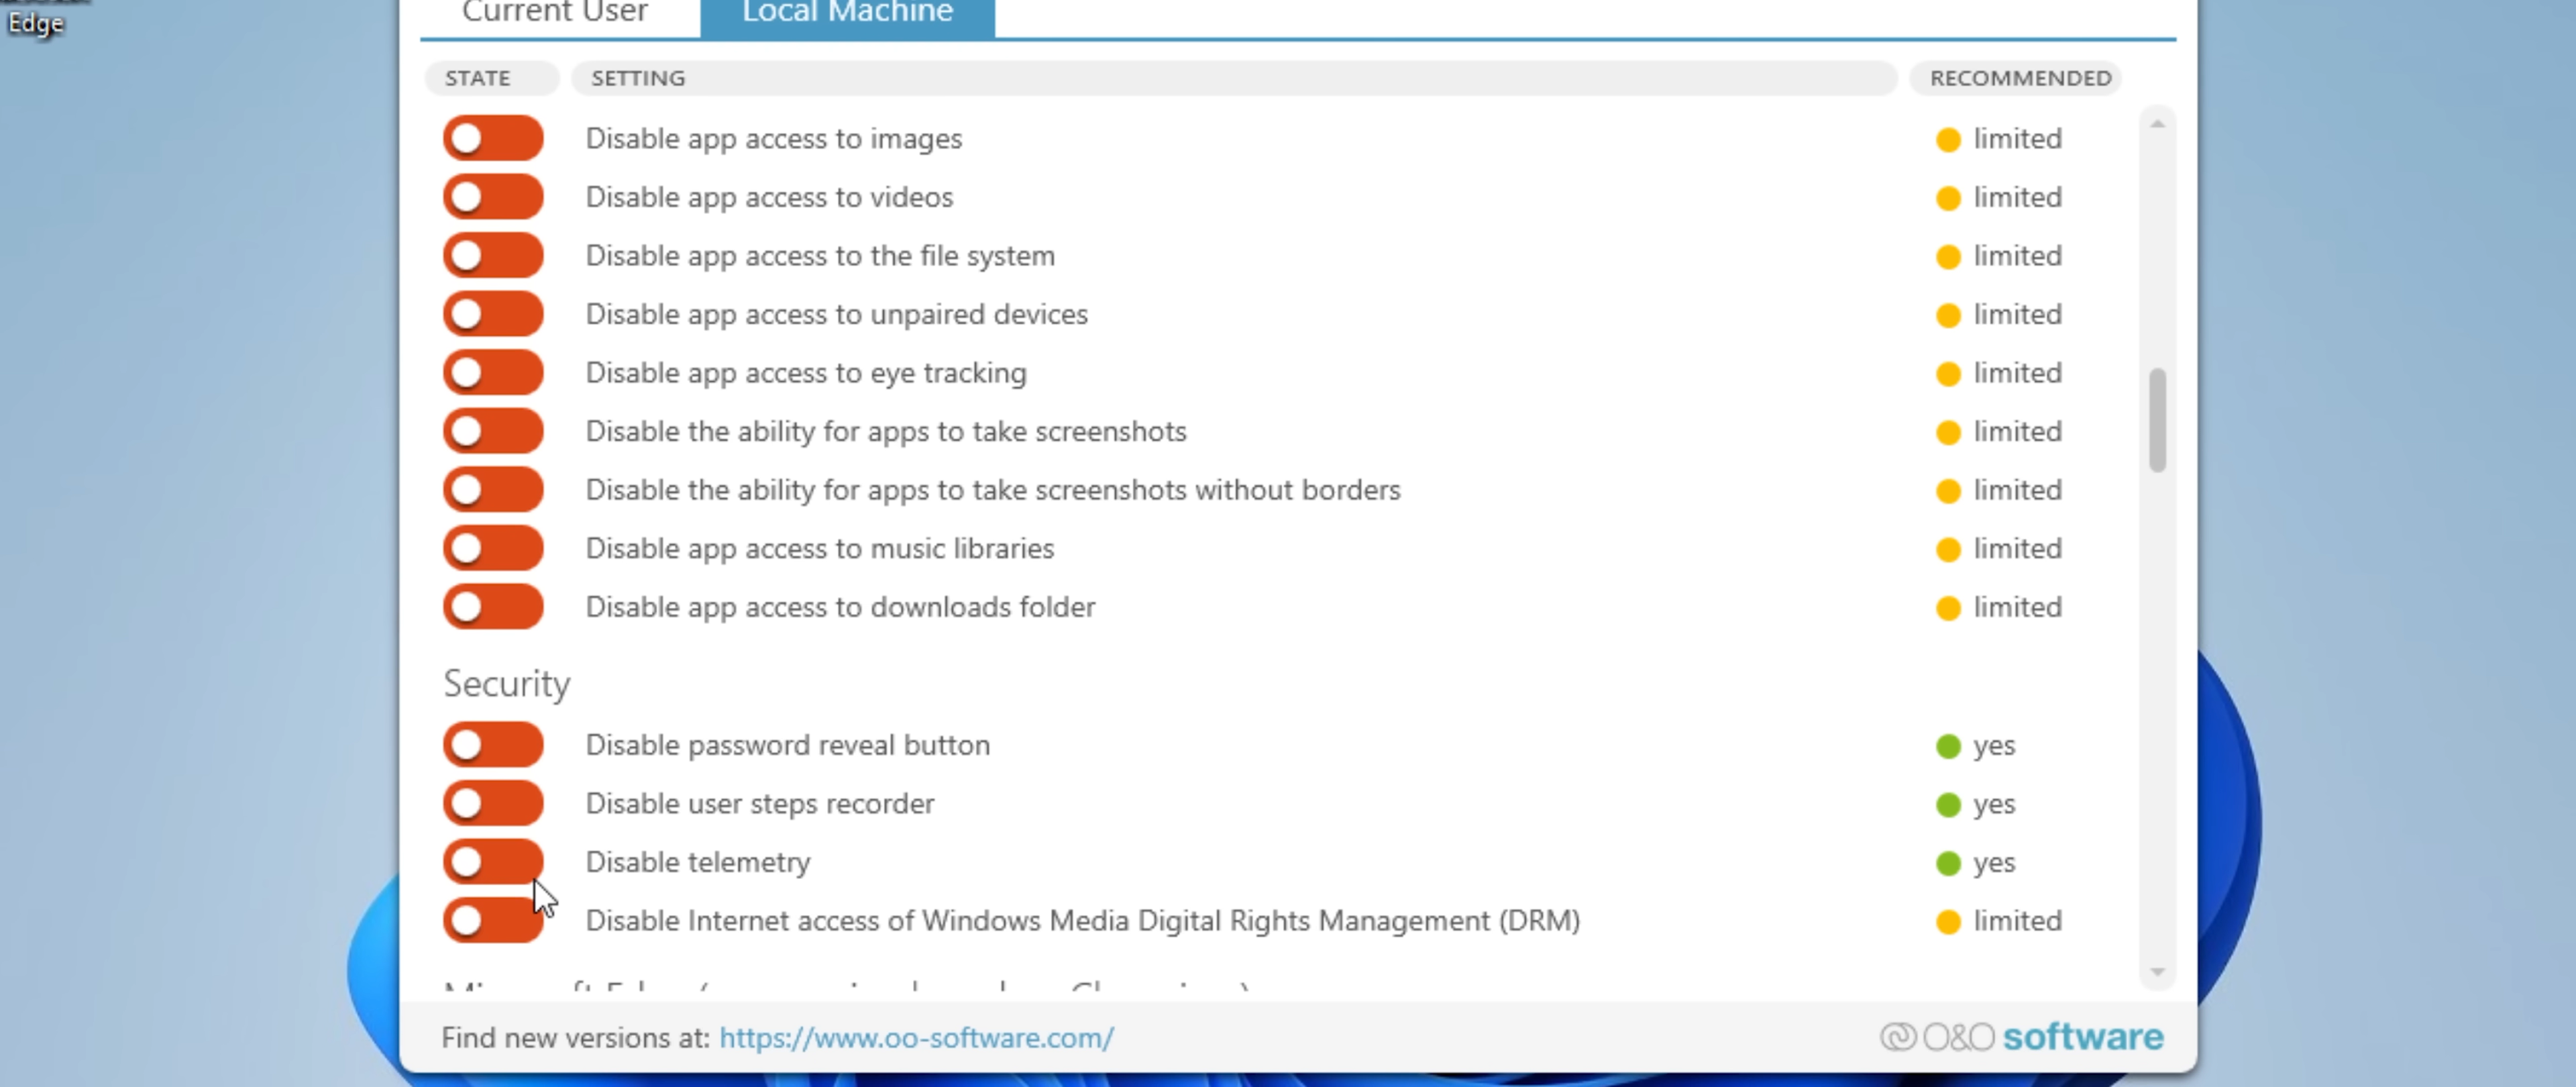 Edge
Current User
Local Machine
STATE
SETTING
RECOMMENDED
Disable app access to images
limited
Disable app access to videos
limited
Disable app access to the file system
limited
Disable app access to unpaired devices
limited
Disable app access to eye tracking
limited
Disable the ability for apps to take screenshots
limited
Disable the ability for apps to take screenshots without borders
limited
Disable app access to music libraries
limited
Disable app access to downloads folder
limited
Security
Disable password reveal button
yes
Disable user steps recorder
yes
Disable telemetry
yes
Disable Internet access of Windows Media Digital Rights Management (DRM)
limited
Microsoft Edge
Find new versions at: https://www.oo-software.com/
O&O software